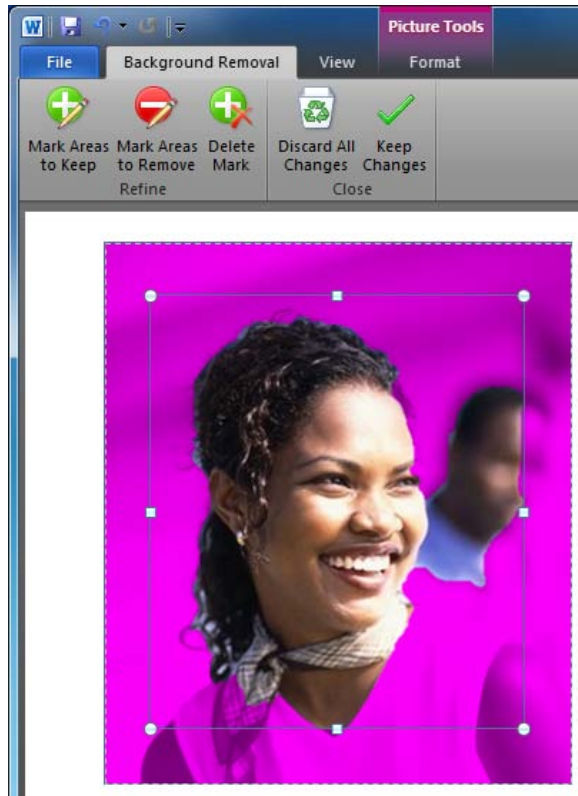 W
Picture Tools
File Background Removal View Format
Mark Areas to Keep Mark Areas to Remove Delete Mark Discard All Changes Keep Changes
Refine Close